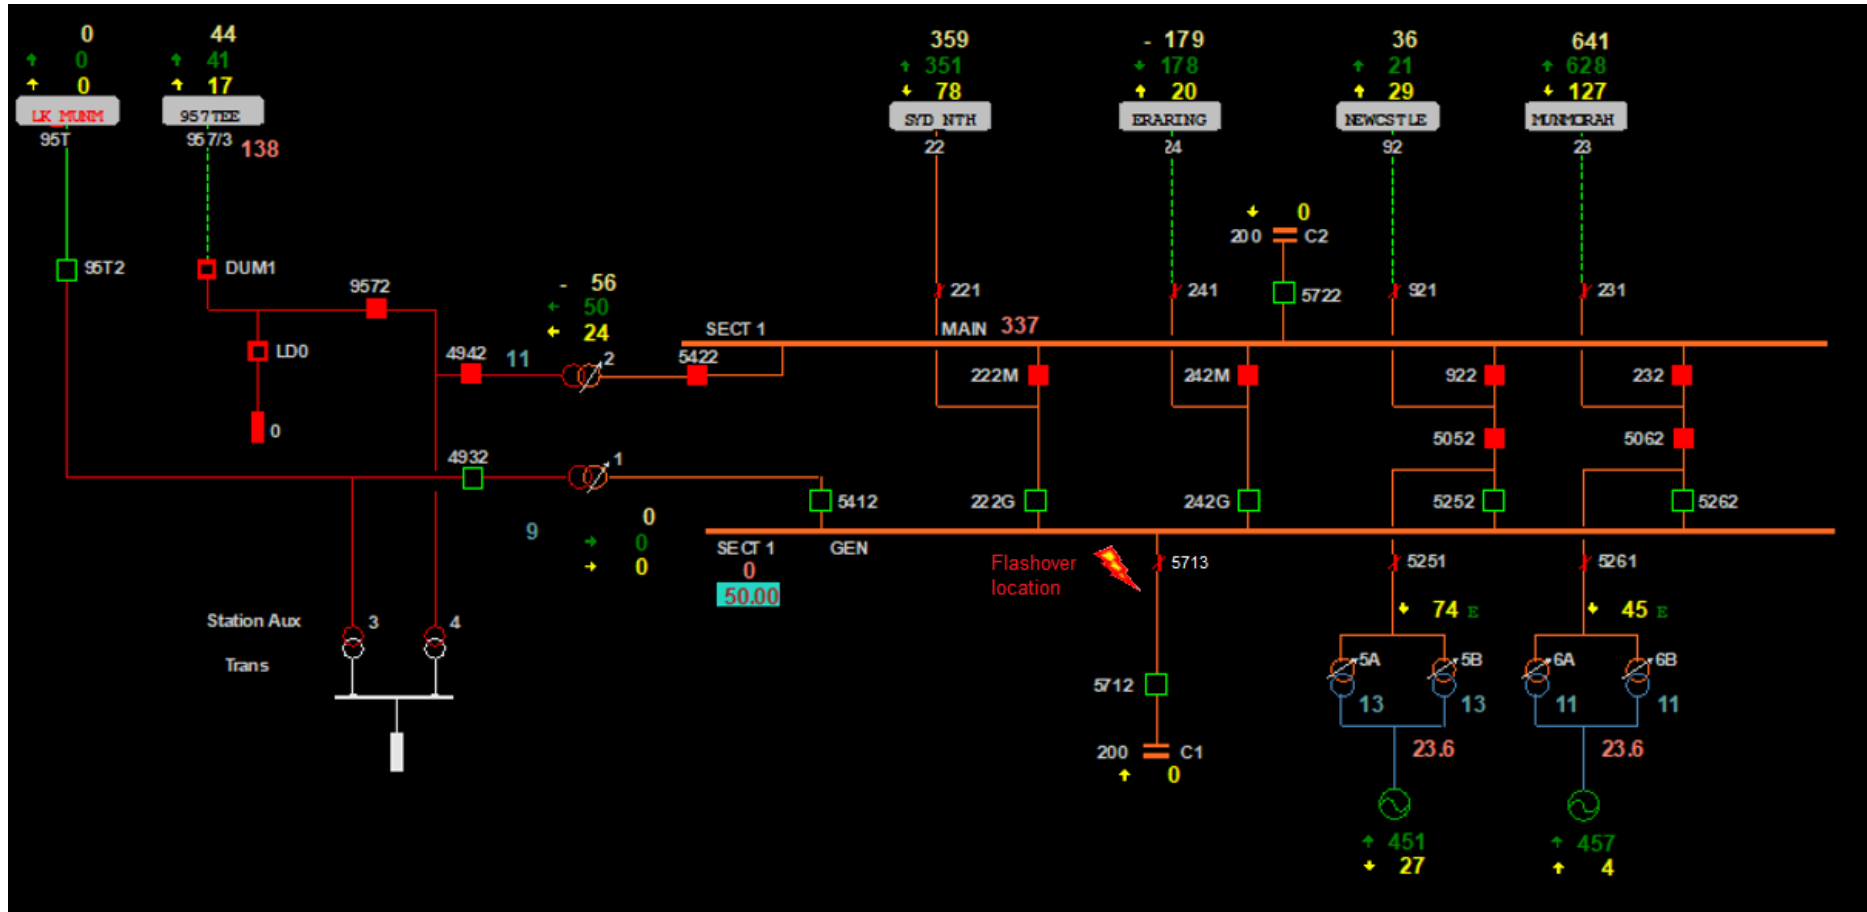 0 44 359 - 179 36 641
0 41 351 178 21 628
0 17 78 20 29 127
LK MUNM 957TEE SYD NTH ERARING NEWCSTLE MUNMORAH
95T 957/3 138 22 24 92 23
0
200 C2
95T2 DUM1
9572 221 241 5722 921 231
- 56
50
24
SECT 1 MAIN 337
LD0 4942 11 2 5422
222M 242M 922 232
0 5052 5062
4932 1
5412 222G 242G 5252 5262
9 0
0
0
SECT 1 GEN
0
50.00
Flashover
location
5713 5251 5261
74 E 45 E
Station Aux 3 4
Trans
5A 5B 6A 6B
5712 13 13 11 11
200 C1
0
23.6 23.6
451 457
27 4